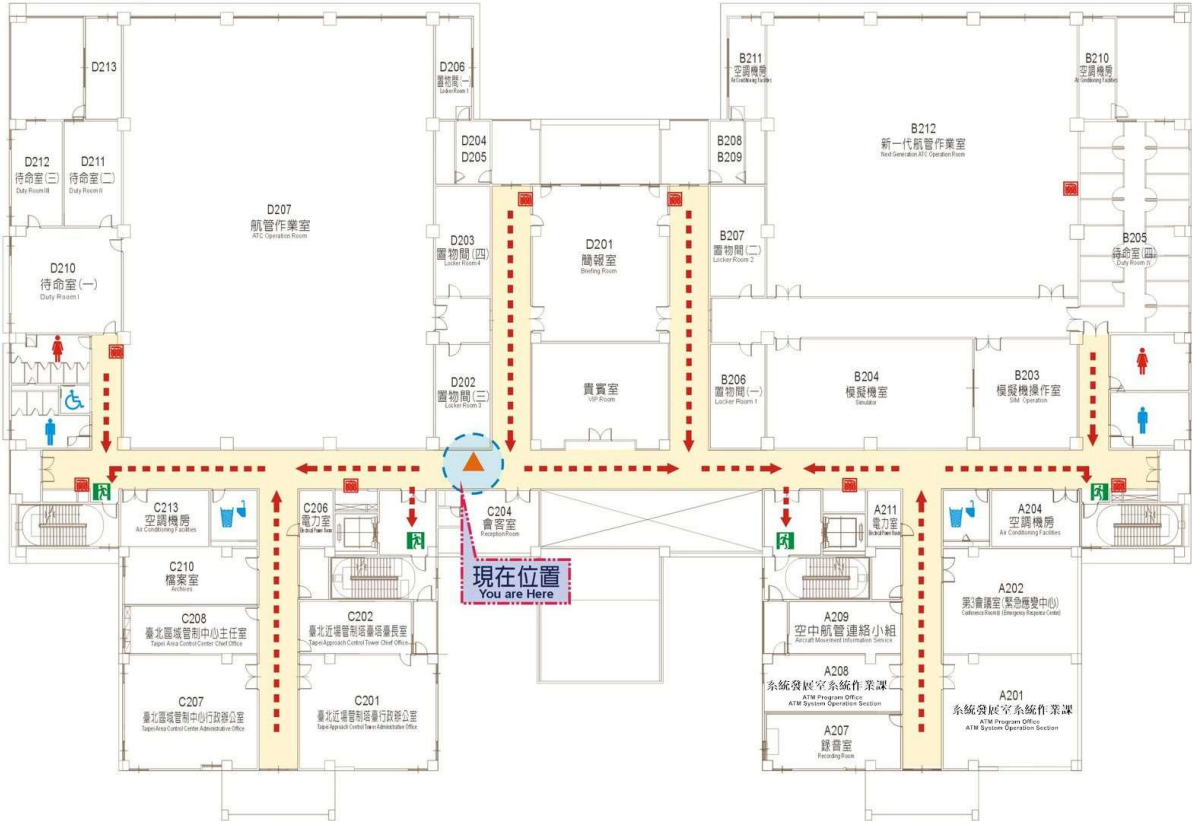 D213
D206
置物間(一)
Locker Room 1
B211
空調機房
Air Conditioning Facilities
B210
空調機房
Air Conditioning Facilities
D212
待命室(三)
Duty Room III
D211
待命室(二)
Duty Room II
D204
D205
B208
B209
B212
新一代航管作業室
Next Generation ATC Operation Room
D207
航管作業室
ATC Operation Room
D203
置物間(四)
Locker Room 4
D201
簡報室
Briefing Room
B207
置物間(二)
Locker Room 2
B205
待命室(四)
Duty Room IV
D210
待命室(一)
Duty Room I
D202
置物間(三)
Locker Room 3
貴賓室
VIP Room
B206
置物間(一)
Locker Room 1
B204
模擬機室
Simulator
B203
模擬機操作室
SIM Operation
C213
空調機房
Air Conditioning Facilities
C206
電力室
Electrical Power Room
C204
會客室
Reception Room
A211
電力室
Electrical Power Room
A204
空調機房
Air Conditioning Facilities
現在位置
You are Here
C210
檔案室
Archives
A202
第3會議室(緊急應變中心)
C208
臺北區域管制中心主任室
Taipei Area Control Center Chief Office
C202
臺北近場管制塔臺塔臺長室
Taipei Approach Control Tower Chief Office
A209
空中航管連絡小組
Aircraft Movement Information Service
A208
系統發展室系統作業課
ATM Program Office
ATM System Operation Section
C207
臺北區域管制中心行政辦公室
Taipei Area Control Center Administrative Office
C201
臺北近場管制塔臺行政辦公室
Taipei Approach Control Tower Administrative Office
A201
系統發展室系統作業課
ATM Program Office
ATM System Operation Section
A207
錄音室
Recording Room